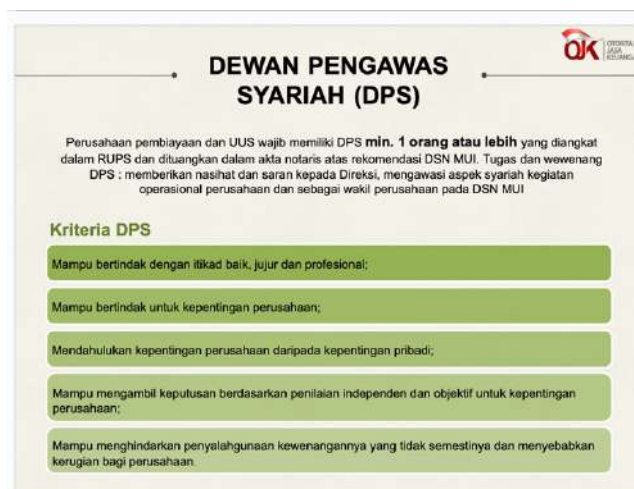 OJK
OTORITAS
JASA
KEUANGAN
DEWAN PENGAWAS
SYARIAH (DPS)
Perusahaan pembiayaan dan UUS wajib memiliki DPS min. 1 orang atau lebih yang diangkat
dalam RUPS dan dituangkan dalam akta notaris atas rekomendasi DSN MUI. Tugas dan wewenang
DPS : memberikan nasihat dan saran kepada Direksi, mengawasi aspek syariah kegiatan
operasional perusahaan dan sebagai wakil perusahaan pada DSN MUI
Kriteria DPS
Mampu bertindak dengan itikad baik, jujur dan profesional;
Mampu bertindak untuk kepentingan perusahaan;
Mendahulukan kepentingan perusahaan daripada kepentingan pribadi;
Mampu mengambil keputusan berdasarkan penilaian independen dan objektif untuk kepentingan
perusahaan;
Mampu menghindarkan penyalahgunaan kewenangannya yang tidak semestinya dan menyebabkan
kerugian bagi perusahaan.